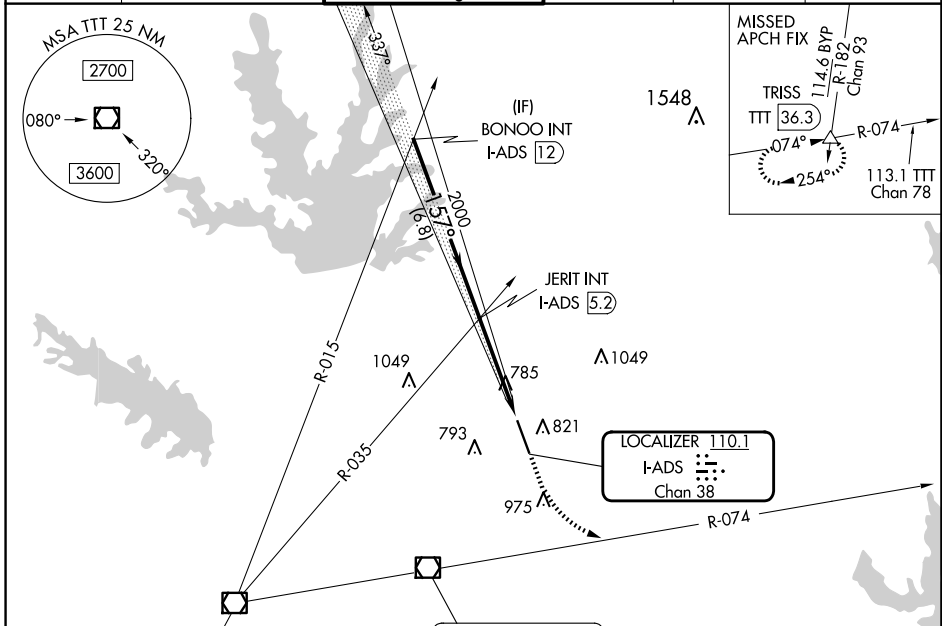 MSA TTT 25 NM
2700
080°
320°
3600
337°
(IF)
BONOO INT
I-ADS 12
1548
MISSED
APCH FIX
114.6 BYP
R-182
Chan 93
TRISS
TTT 36.3
R-074
074°
254°
113.1 TTT
Chan 78
2000
157°
(6.8)
JERIT INT
I-ADS 5.2
R-015
1049
1049
785
R-035
793
821
LOCALIZER 110.1
I-ADS
Chan 38
975
R-074